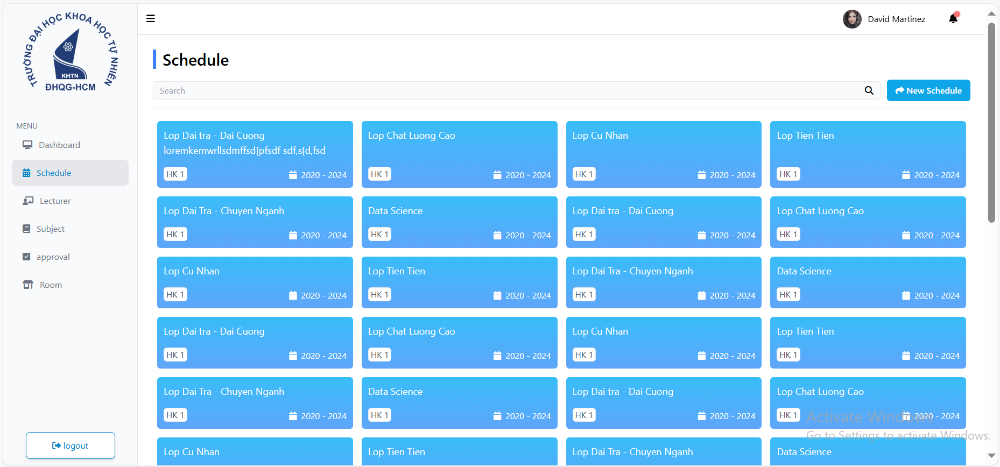 TRƯỜNG ĐẠI HỌC KHOA HỌC TỰ NHIÊN
KHTN
ĐHQG-HCM
David Martinez
Schedule
Search
New Schedule
MENU
Dashboard
Schedule
Lecturer
Subject
approval
Room
logout
Lop Dai tra - Dai Cuong
loremkemwrllsdmffsd[pfsdf sdf,s[d,fsd
HK 1
2020 - 2024
Lop Chat Luong Cao
HK 1
2020 - 2024
Lop Cu Nhan
HK 1
2020 - 2024
Lop Tien Tien
HK 1
2020 - 2024
Lop Dai Tra - Chuyen Nganh
HK 1
2020 - 2024
Data Science
HK 1
2020 - 2024
Lop Dai tra - Dai Cuong
HK 1
2020 - 2024
Lop Chat Luong Cao
HK 1
2020 - 2024
Lop Cu Nhan
HK 1
2020 - 2024
Lop Tien Tien
HK 1
2020 - 2024
Lop Dai Tra - Chuyen Nganh
HK 1
2020 - 2024
Data Science
HK 1
2020 - 2024
Lop Dai tra - Dai Cuong
HK 1
2020 - 2024
Lop Chat Luong Cao
HK 1
2020 - 2024
Lop Cu Nhan
HK 1
2020 - 2024
Lop Tien Tien
HK 1
2020 - 2024
Lop Dai Tra - Chuyen Nganh
HK 1
2020 - 2024
Data Science
HK 1
2020 - 2024
Lop Dai tra - Dai Cuong
HK 1
2020 - 2024
Lop Chat Luong Cao
HK 1
2020 - 2024
Lop Cu Nhan
Lop Tien Tien
Lop Dai Tra - Chuyen Nganh
Data Science
Activate Windows
Go to Settings to activate Windows.